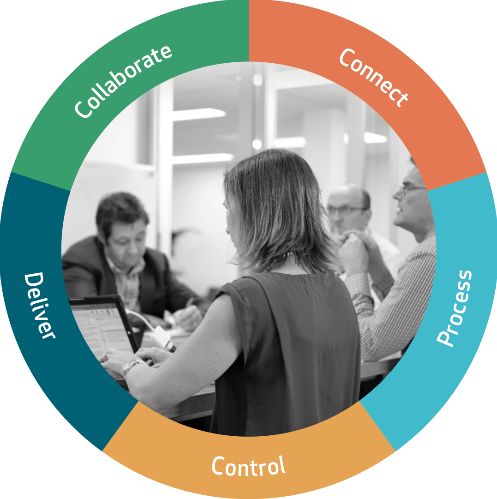 Collaborate
Connect
Process
Control
Deliver